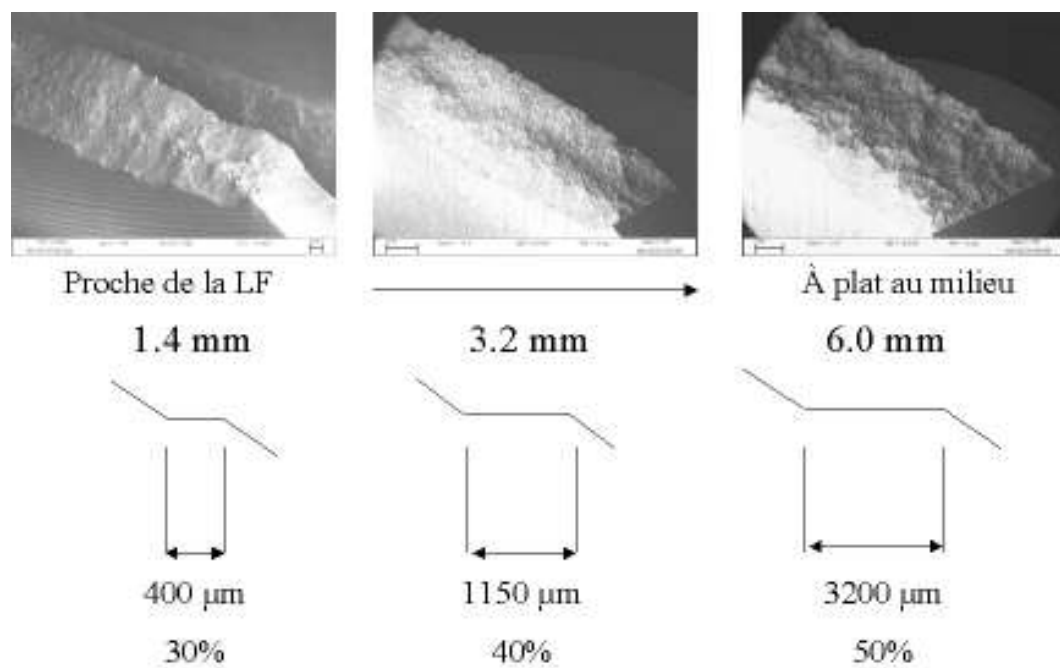 Proche de la LF
À plat au milieu
1.4 mm
3.2 mm
6.0 mm
400 μm
1150 μm
3200 μm
30%
40%
50%